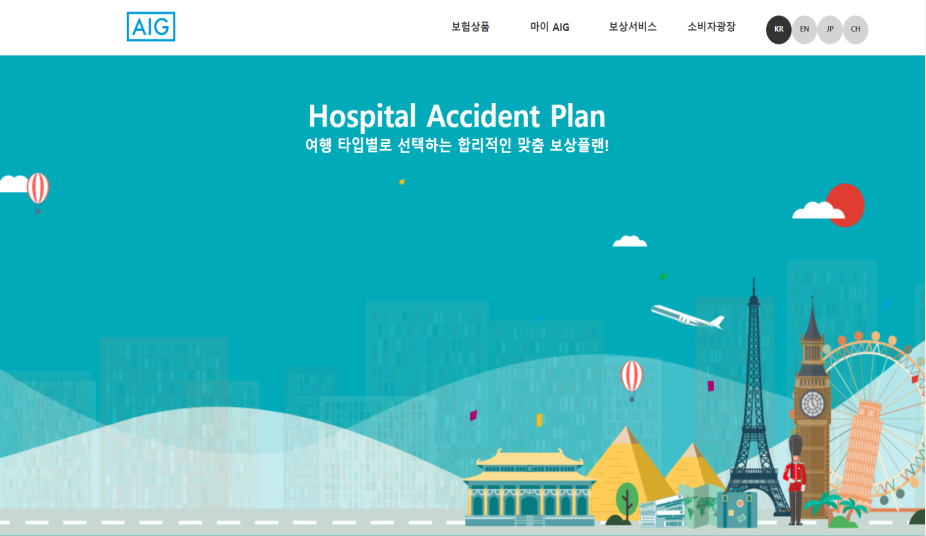 AIG
보험상품 마이 AIG 보상서비스 소비자광장 KR EN JP CH
Hospital Accident Plan
여행 타입별로 선택하는 합리적인 맞춤 보상플랜!